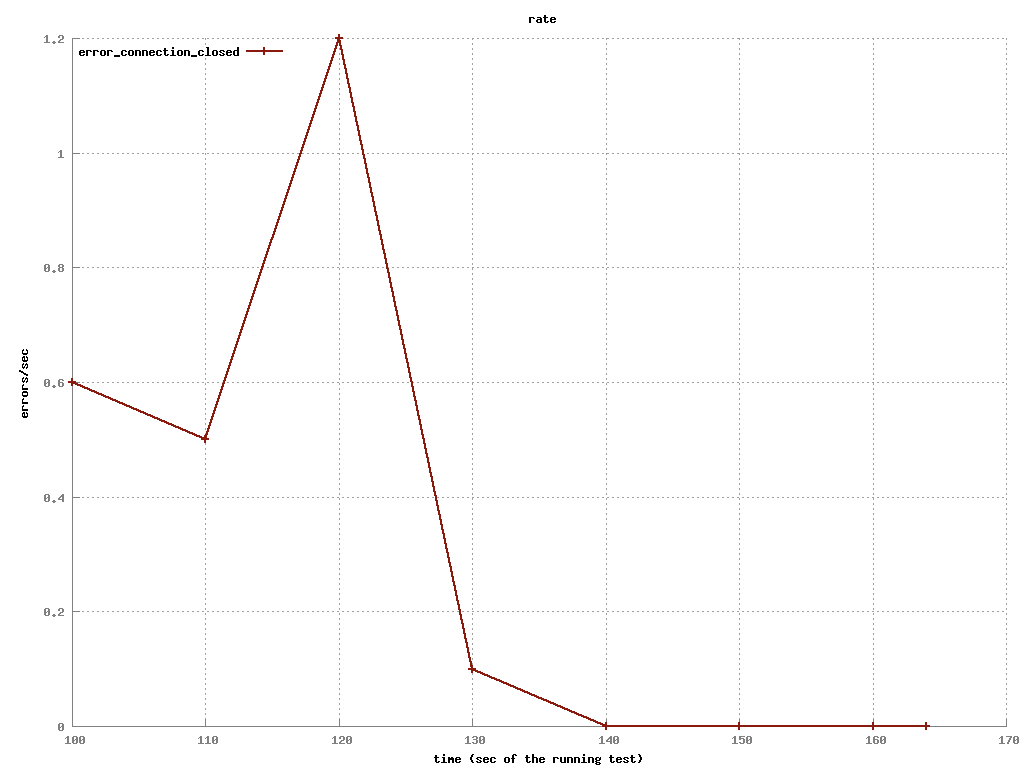 rate
1.2
error_connection_closed
1
0.8
0.6
errors/sec
0.4
0.2
0
100 110 120 130 140 150 160 170
time (sec of the running test)